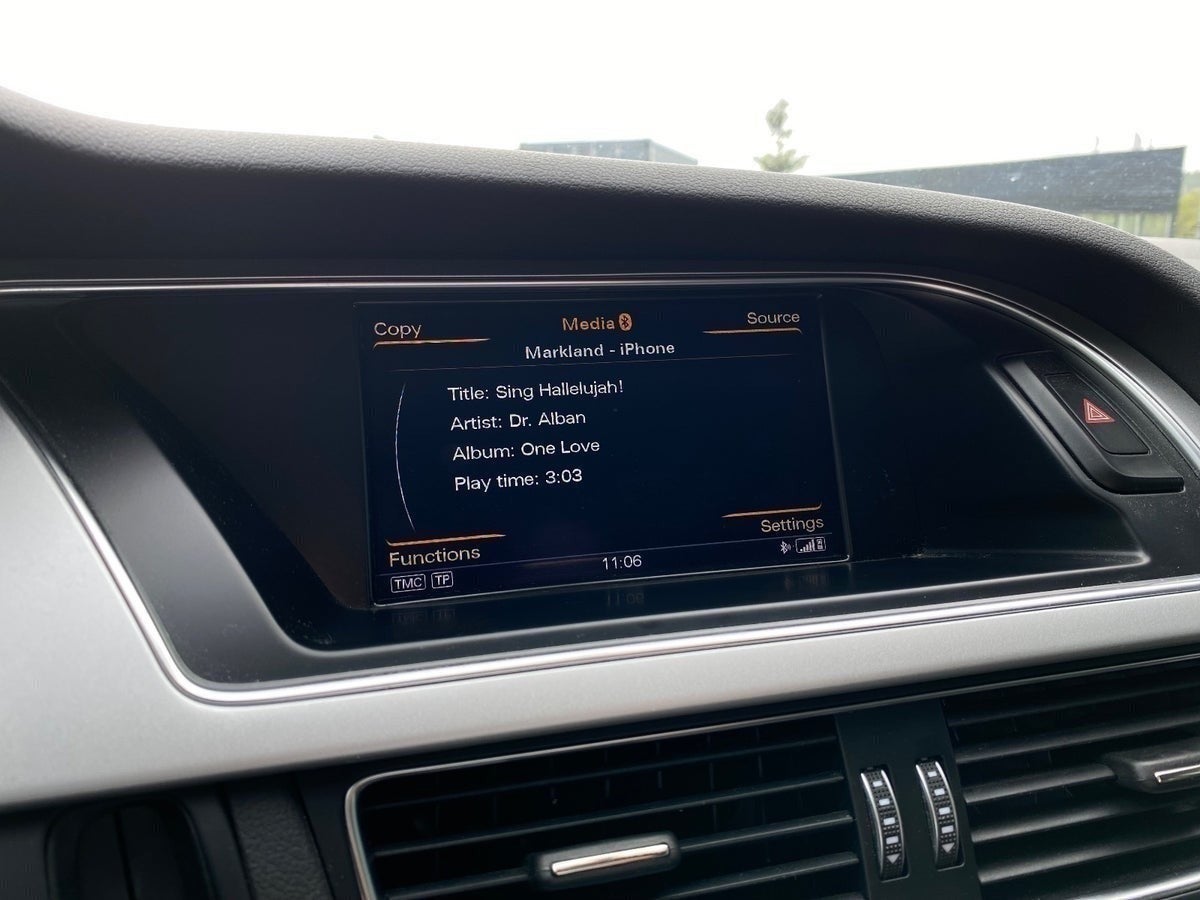 Copy
Media
Source
Markland - iPhone
Title: Sing Hallelujah!
Artist: Dr. Alban
Album: One Love
Play time: 3:03
Settings
Functions
TMC TP
11:06